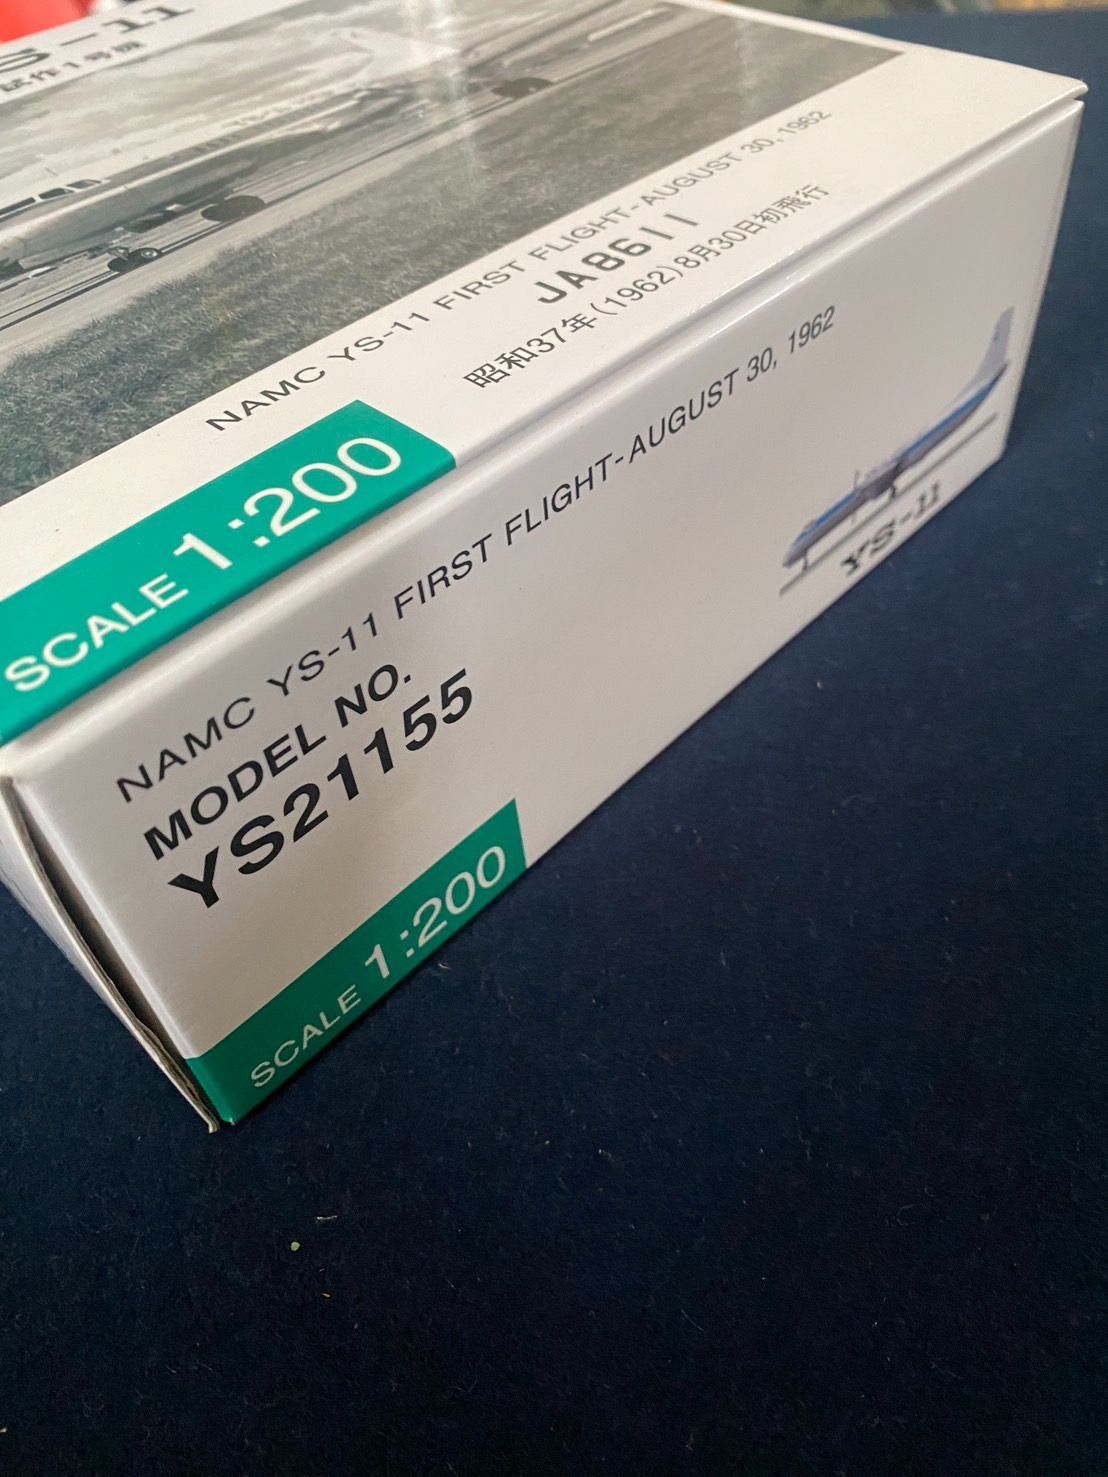 S-11
試作1号機
NAMC YS-11 FIRST FLIGHT-AUGUST 30, 1962
JA8611
昭和37年(1962)8月30日初飛行
SCALE 1:200
NAMC YS-11 FIRST FLIGHT-AUGUST 30, 1962
MODEL NO.
YS21155
YS-11
SCALE 1:200